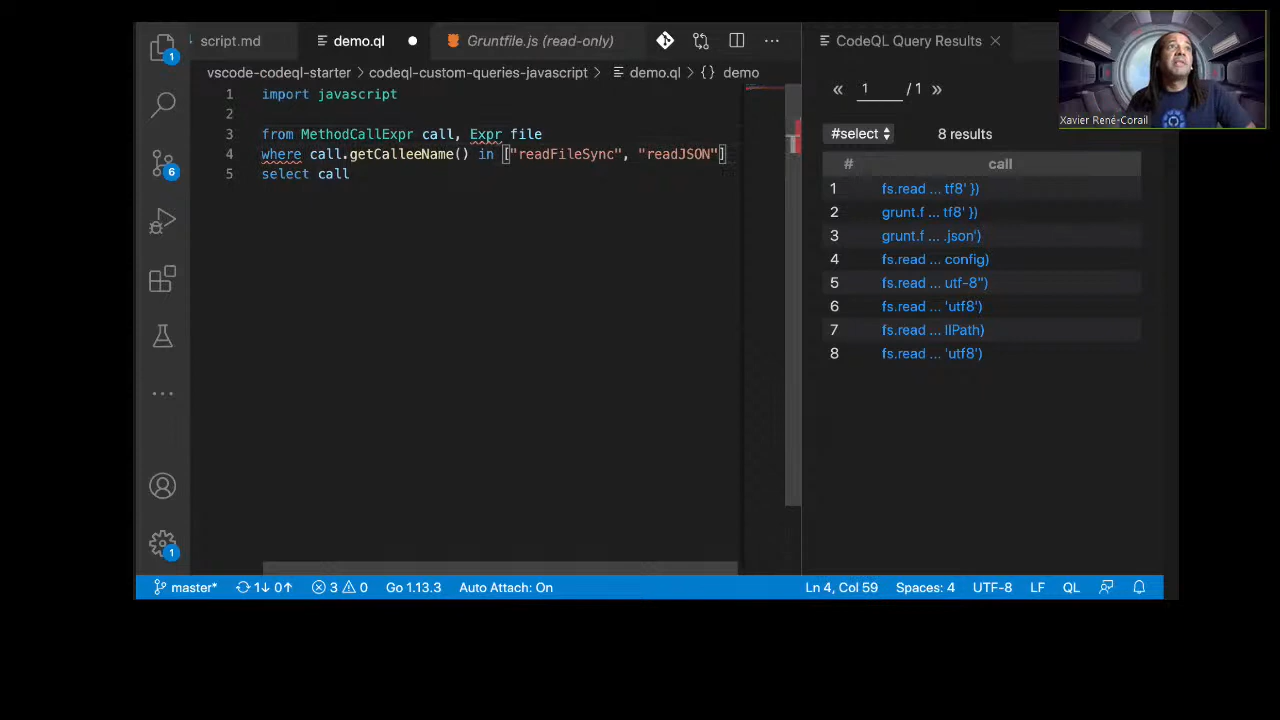 script.md
demo.ql
Gruntfile.js (read-only)
CodeQL Query Results
vscode-codeql-starter > codeql-custom-queries-javascript > demo.ql > {} demo
1 import javascript
2
3 from MethodCallExpr call, Expr file
4 where call.getCalleeName() in ["readFileSync", "readJSON"]
5 select call
« 1 / 1 »
#select 8 results
# call
1 fs.read ... tf8' })
2 grunt.f ... tf8' })
3 grunt.f ... .json')
4 fs.read ... config)
5 fs.read ... utf-8")
6 fs.read ... 'utf8')
7 fs.read ... llPath)
8 fs.read ... 'utf8')
Xavier René-Corail
1
6
1
master* 1↓ 0↑ 3 0 Go 1.13.3 Auto Attach: On Ln 4, Col 59 Spaces: 4 UTF-8 LF QL